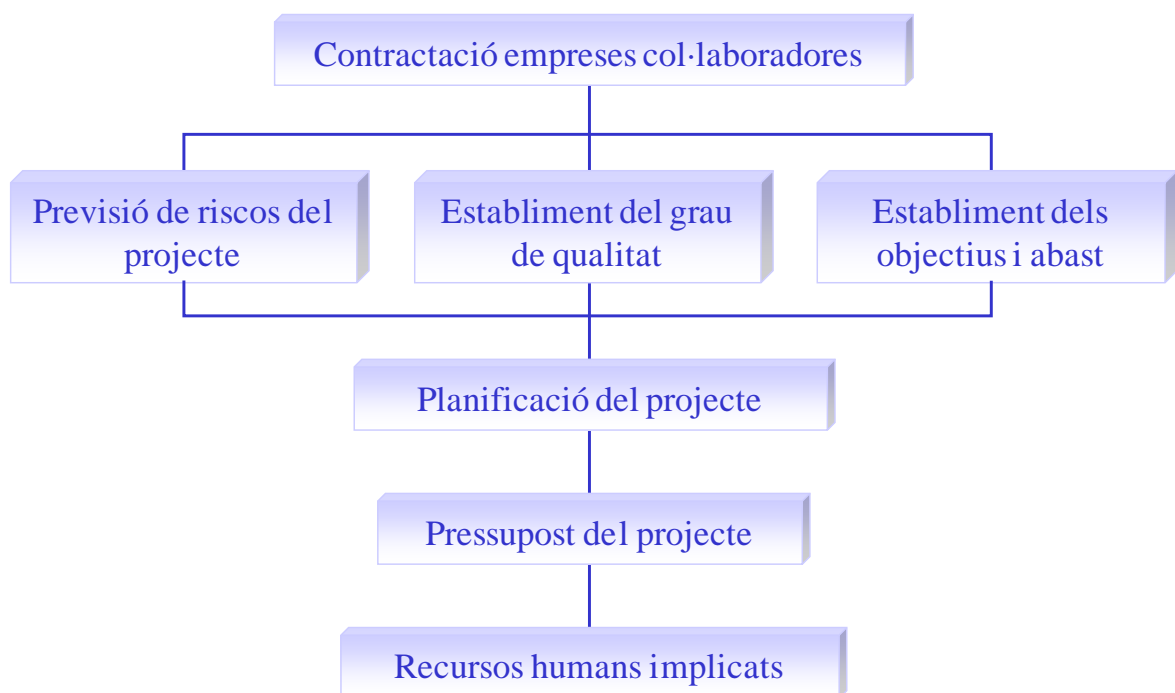 Contractació empreses col·laboradores
Previsió de riscos del
projecte
Establiment del grau
de qualitat
Establiment dels
objectius i abast
Planificació del projecte
Pressupost del projecte
Recursos humans implicats